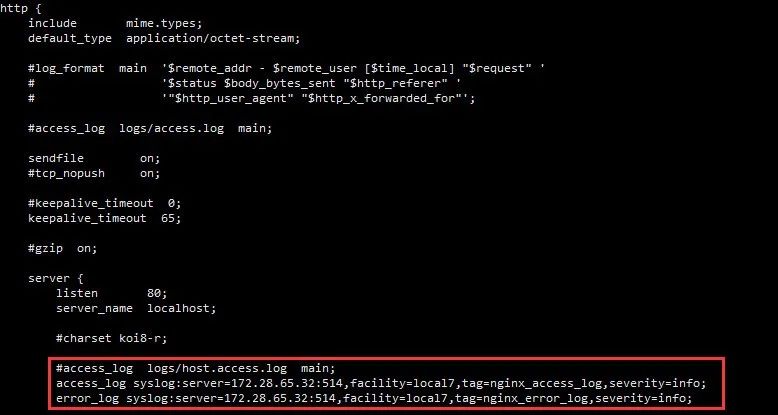 http {
    include       mime.types;
    default_type  application/octet-stream;

    #log_format  main  '$remote_addr - $remote_user [$time_local] "$request" '
    #                  '$status $body_bytes_sent "$http_referer" '
    #                  '"$http_user_agent" "$http_x_forwarded_for"';

    #access_log  logs/access.log  main;

    sendfile        on;
    #tcp_nopush     on;

    #keepalive_timeout  0;
    keepalive_timeout  65;

    #gzip  on;

    server {
        listen       80;
        server_name  localhost;

        #charset koi8-r;

        #access_log  logs/host.access.log  main;
        access_log syslog:server=172.28.65.32:514,facility=local7,tag=nginx_access_log,severity=info;
        error_log syslog:server=172.28.65.32:514,facility=local7,tag=nginx_error_log,severity=info;